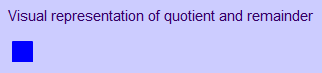 Visual representation of quotient and remainder